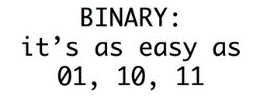 BINARY:
it’s as easy as
01, 10, 11